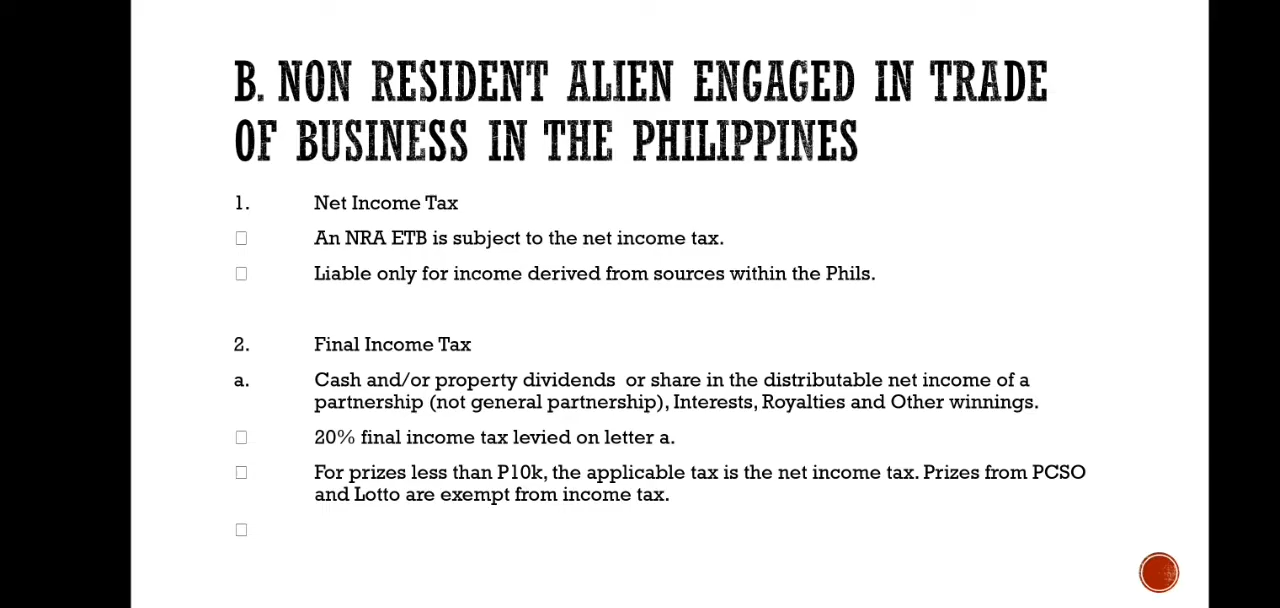 B. NON RESIDENT ALIEN ENGAGED IN TRADE
OF BUSINESS IN THE PHILIPPINES
1. Net Income Tax
An NRA ETB is subject to the net income tax.
Liable only for income derived from sources within the Phils.
2. Final Income Tax
a. Cash and/or property dividends or share in the distributable net income of a
partnership (not general partnership), Interests, Royalties and Other winnings.
20% final income tax levied on letter a.
For prizes less than P10k, the applicable tax is the net income tax. Prizes from PCSO
and Lotto are exempt from income tax.